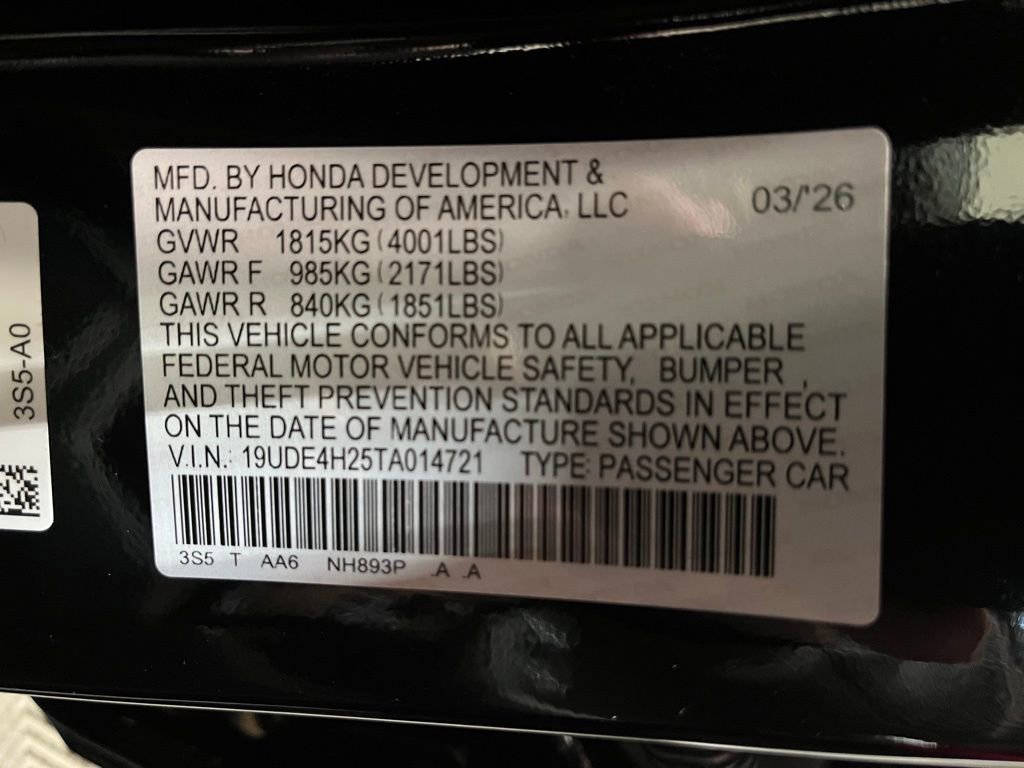 MFD. BY HONDA DEVELOPMENT &
MANUFACTURING OF AMERICA, LLC 03/'26
GVWR 1815KG (4001LBS)
GAWR F 985KG (2171LBS)
GAWR R 840KG (1851LBS)
THIS VEHICLE CONFORMS TO ALL APPLICABLE
FEDERAL MOTOR VEHICLE SAFETY, BUMPER ,
AND THEFT PREVENTION STANDARDS IN EFFECT
ON THE DATE OF MANUFACTURE SHOWN ABOVE.
V.I.N.: 19UDE4H25TA014721 TYPE: PASSENGER CAR
3S5 T AA6 NH893P .A .A
3S5-A0